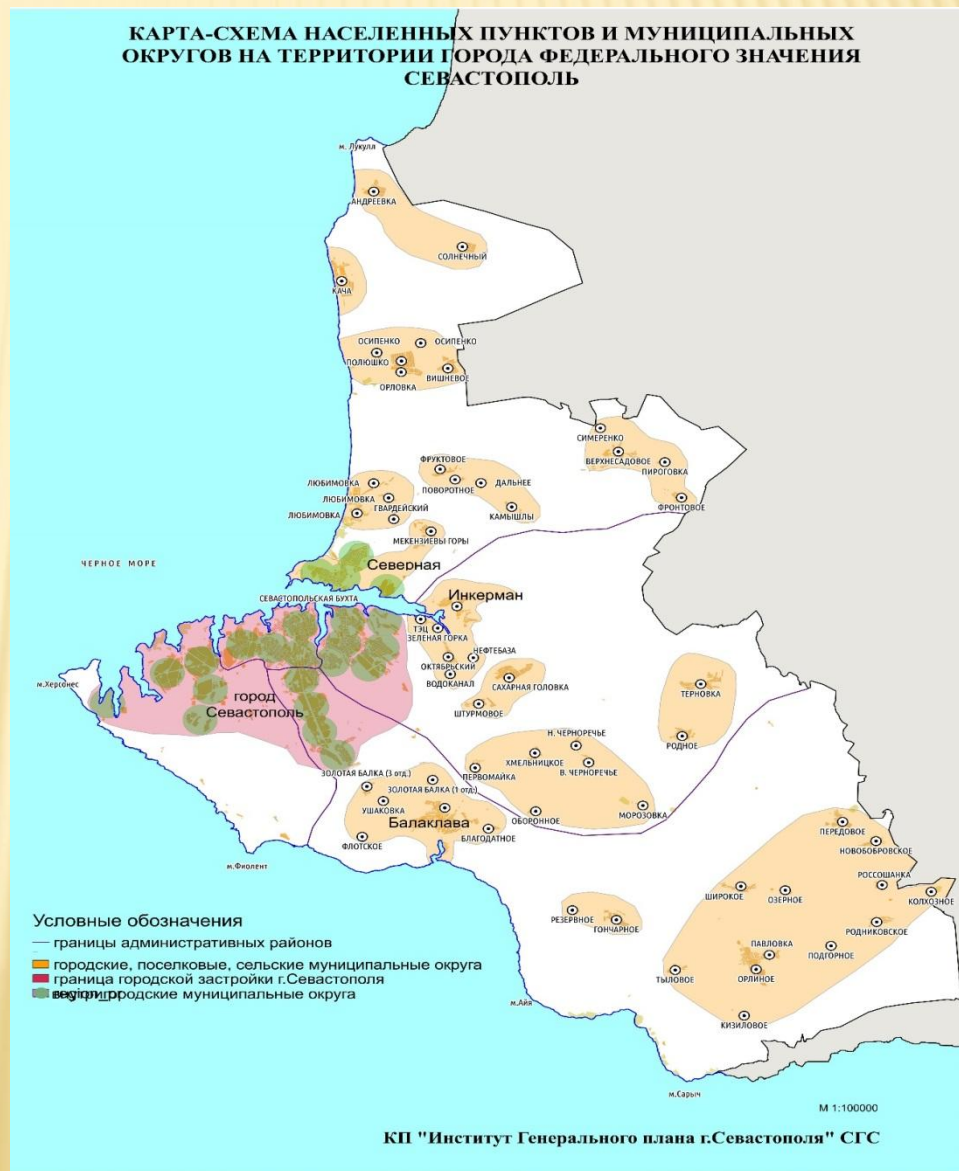 КАРТА-СХЕМА НАСЕЛЕННЫХ ПУНКТОВ И МУНИЦИПАЛЬНЫХ
ОКРУГОВ НА ТЕРРИТОРИИ ГОРОДА ФЕДЕРАЛЬНОГО ЗНАЧЕНИЯ
СЕВАСТОПОЛЬ
м. Лукулл
АНДРЕЕВКА
СОЛНЕЧНЫЙ
КАЧА
ОСИПЕНКО
ОСИПЕНКО
ПОЛЮШКО
ВИШНЕВОЕ
ОРЛОВКА
СИМЕРЕНКО
ВЕРХНЕСАДОВОЕ
ПИРОГОВКА
ФРОНТОВОЕ
ФРУКТОВОЕ
ПОВОРОТНОЕ
ДАЛЬНЕЕ
КАМЫШЛЫ
ЛЮБИМОВКА
ЛЮБИМОВКА
ГВАРДЕЙСКИЙ
ЛЮБИМОВКА
МЕКЕНЗИЕВЫ ГОРЫ
ЧЕРНОЕ МОРЕ
Северная
Инкерман
СЕВАСТОПОЛЬСКАЯ БУХТА
ТЭЦ
ЗЕЛЕНАЯ ГОРКА
НЕФТЕБАЗА
ОКТЯБРЬСКИЙ
ВОДОКАНАЛ
САХАРНАЯ ГОЛОВКА
ШТУРМОВОЕ
ТЕРНОВКА
РОДНОЕ
м.Херсонес
город
Севастополь
Н. ЧЕРНОРЕЧЬЕ
ХМЕЛЬНИЦКОЕ
В. ЧЕРНОРЕЧЬЕ
ПЕРВОМАЙКА
ОБОРОННОЕ
МОРОЗОВКА
ЗОЛОТАЯ БАЛКА (3 отд.)
ЗОЛОТАЯ БАЛКА (1 отд.)
УШАКОВКА
Балаклава
ФЛОТСКОЕ
БЛАГОДАТНОЕ
м.Фиолент
ПЕРЕДОВОЕ
НОВОБОБРОВСКОЕ
РОССОШАНКА
КОЛХОЗНОЕ
ШИРОКОЕ
ОЗЕРНОЕ
РОДНИКОВСКОЕ
РЕЗЕРВНОЕ
ГОНЧАРНОЕ
ПАВЛОВКА
ПОДГОРНОЕ
ТЫЛОВОЕ
ОРЛИНОЕ
КИЗИЛОВОЕ
м.Айя
м.Сарыч
Условные обозначения
границы административных районов
городские, поселковые, сельские муниципальные округа
граница городской застройки г.Севастополя
городские муниципальные округа
М 1:100000
КП "Институт Генерального плана г.Севастополя" СГС